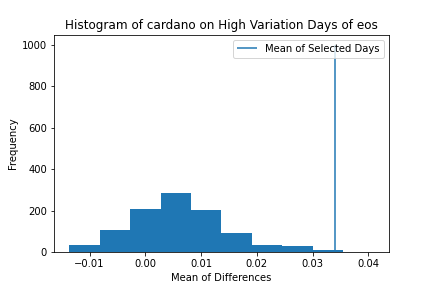 Histogram of cardano on High Variation Days of eos
Mean of Selected Days
1000
800
600
400
200
0
Frequency
−0.01 0.00 0.01 0.02 0.03 0.04
Mean of Differences